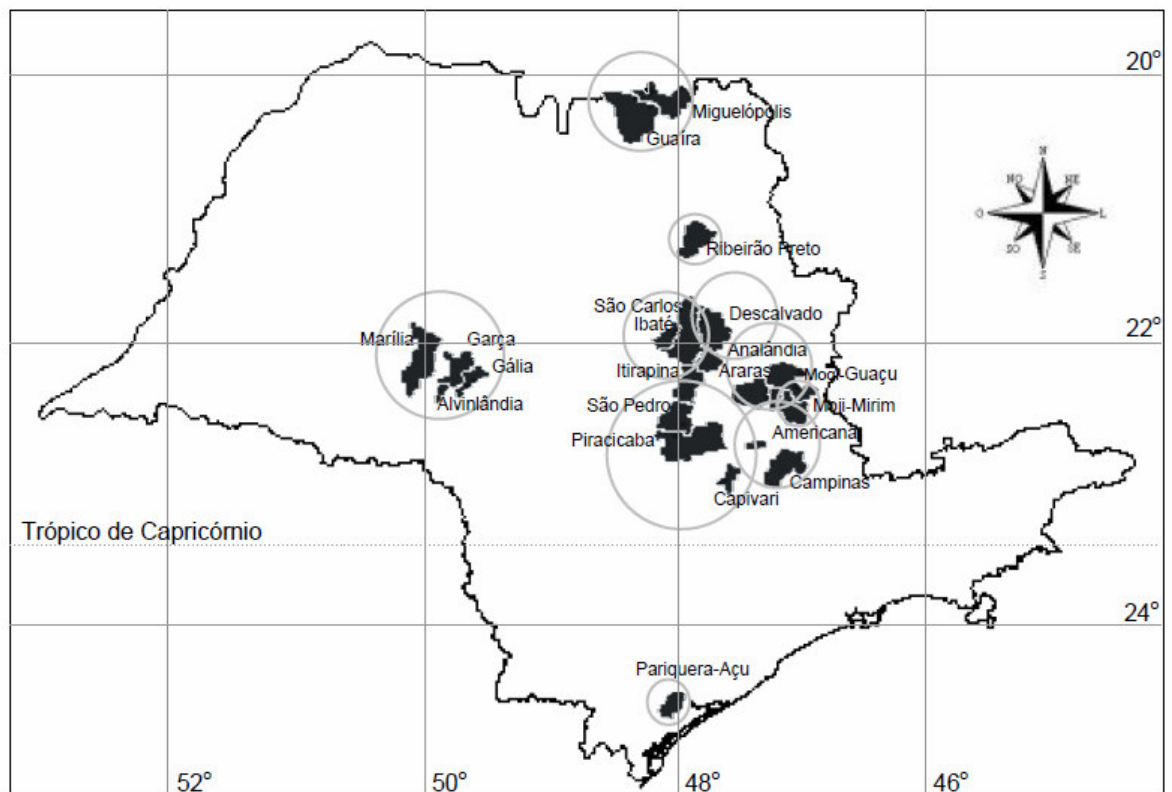 20°
Miguelópolis
Guaíra
N
NO
NE
O
L
SO
SE
S
Ribeirão Preto
São Carlos
Descalvado
Ibaté
22°
Marília
Garça
Analândia
Gália
Itirapina
Araras
Mogi-Guaçu
Alvinlândia
São Pedro
Moji-Mirim
Piracicaba
Americana
Campinas
Capivari
Trópico de Capricórnio
24°
Pariquera-Açu
52°
50°
48°
46°